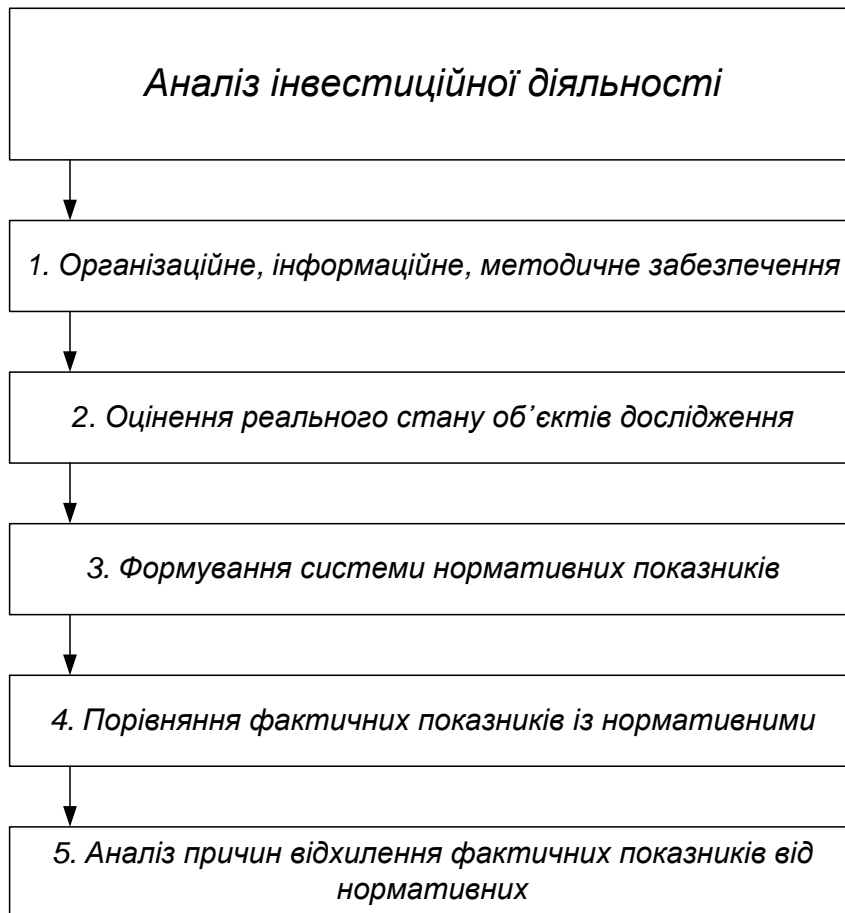 Аналіз інвестиційної діяльності
1. Організаційне, інформаційне, методичне забезпечення
2. Оцінення реального стану об’єктів дослідження
3. Формування системи нормативних показників
4. Порівняння фактичних показників із нормативними
5. Аналіз причин відхилення фактичних показників від
нормативних